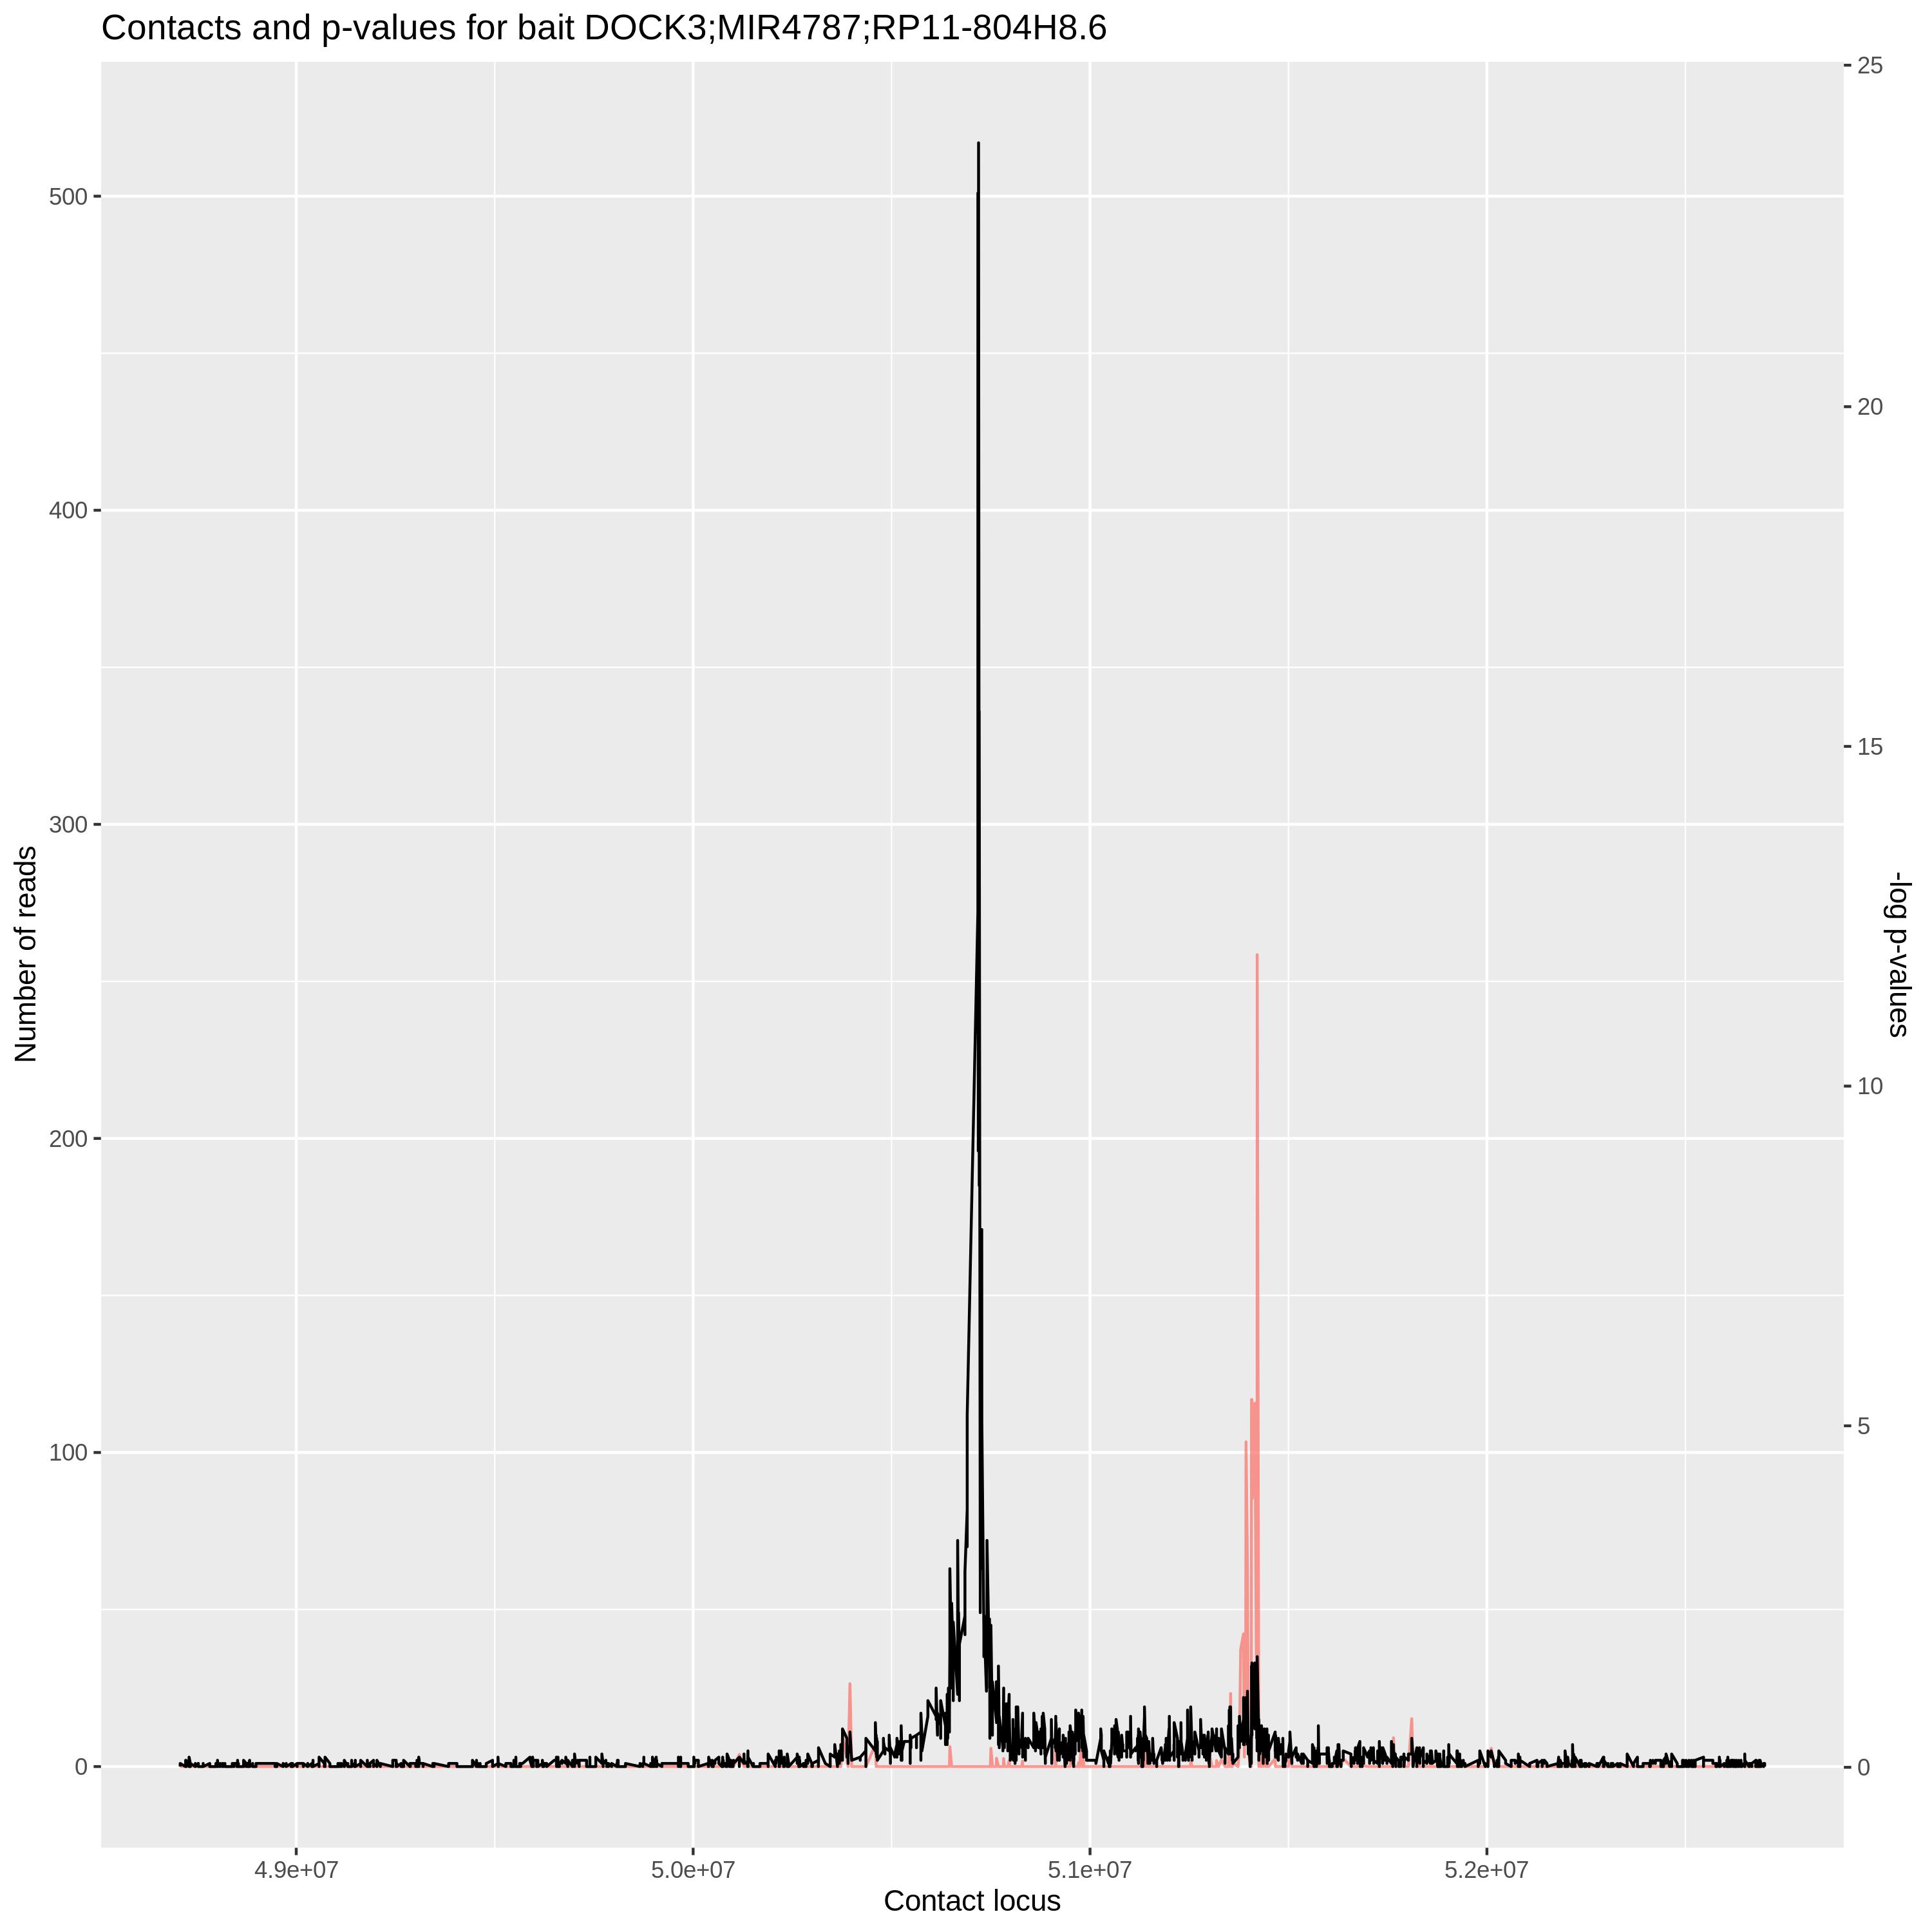 Contacts and p-values for bait DOCK3;MIR4787;RP11-804H8.6
25
500
20
400
15
300
Number of reads
-log p-values
10
200
5
100
0
0
4.9e+07
5.0e+07
5.1e+07
5.2e+07
Contact locus